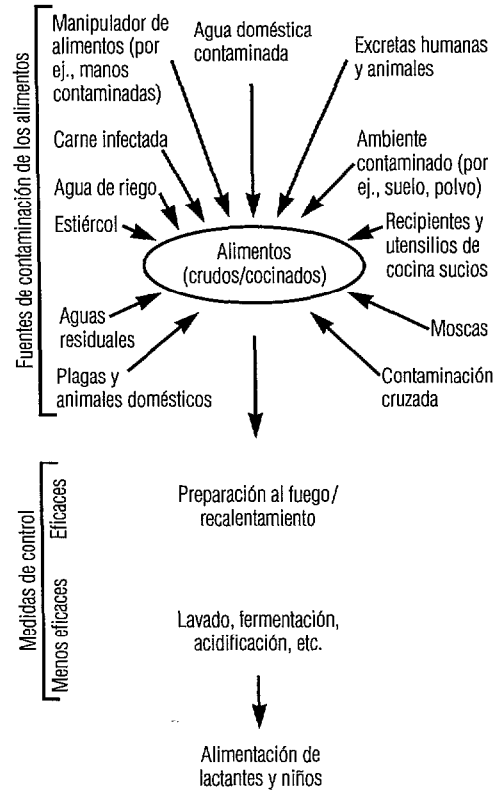 Fuentes de contaminación de los alimentos
Manipulador de
alimentos (por
ej., manos
contaminadas)
Agua doméstica
contaminada
Excretas humanas
y animales
Carne infectada
Ambiente
contaminado (por
ej., suelo, polvo)
Agua de riego
Estiércol
Recipientes y
utensilios de
cocina sucios
Alimentos
(crudos/cocinados)
Aguas
residuales
Moscas
Plagas y
animales domésticos
Contaminación
cruzada
Medidas de control
Eficaces
Preparación al fuego/
recalentamiento
Menos eficaces
Lavado, fermentación,
acidificación, etc.
Alimentación de
lactantes y niños